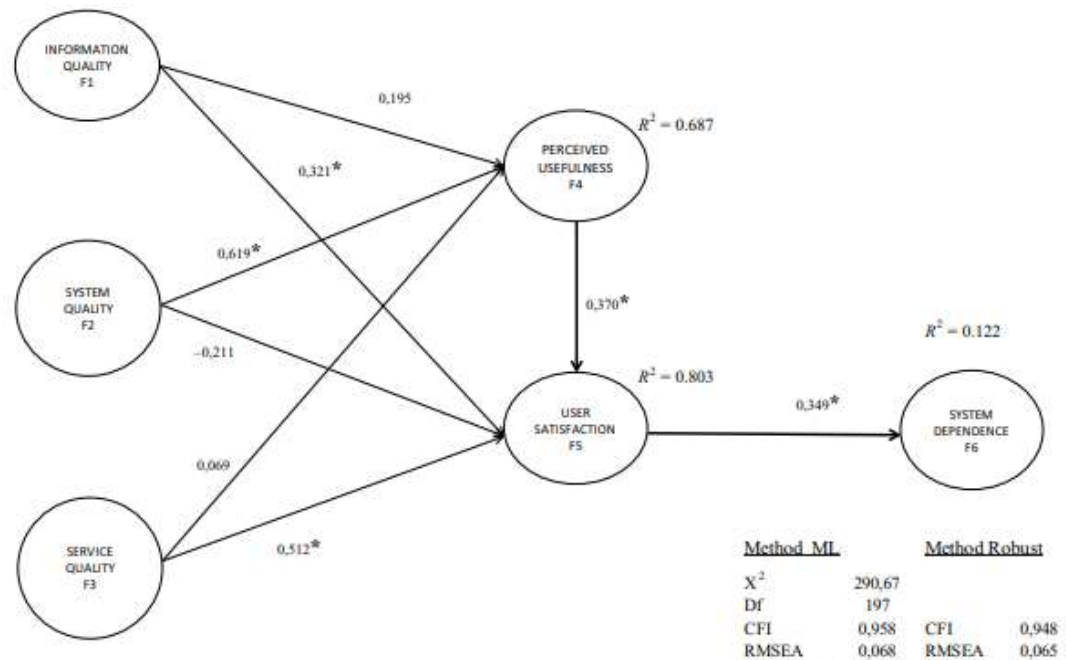 INFORMATION
QUALITY
F1
0,195
R² = 0.687
PERCEIVED
USEFULNESS
F4
0,321*
0,619*
SYSTEM
QUALITY
F2
0,370*
R² = 0.122
–0,211
R² = 0.803
USER
SATISFACTION
F5
0,349*
SYSTEM
DEPENDENCE
F6
0,069
SERVICE
QUALITY
F3
0,512*
Method ML Method Robust
X² 290,67
Df 197
CFI 0,958 CFI 0,948
RMSEA 0,068 RMSEA 0,065